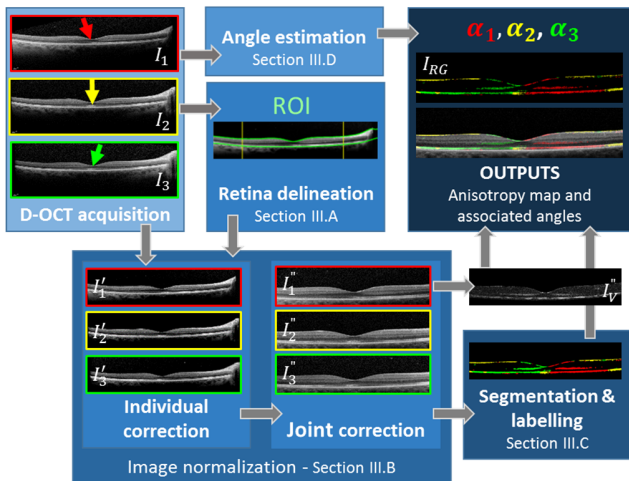 I1
I2
I3
D-OCT acquisition
Angle estimation
Section III.D
ROI
Retina delineation
Section III.A
α1, α2, α3
IRG
OUTPUTS
Anisotropy map and
associated angles
I′1
I′2
I′3
Individual
correction
I"1
I"2
I"3
Joint correction
Image normalization - Section III.B
I"V
Segmentation &
labelling
Section III.C